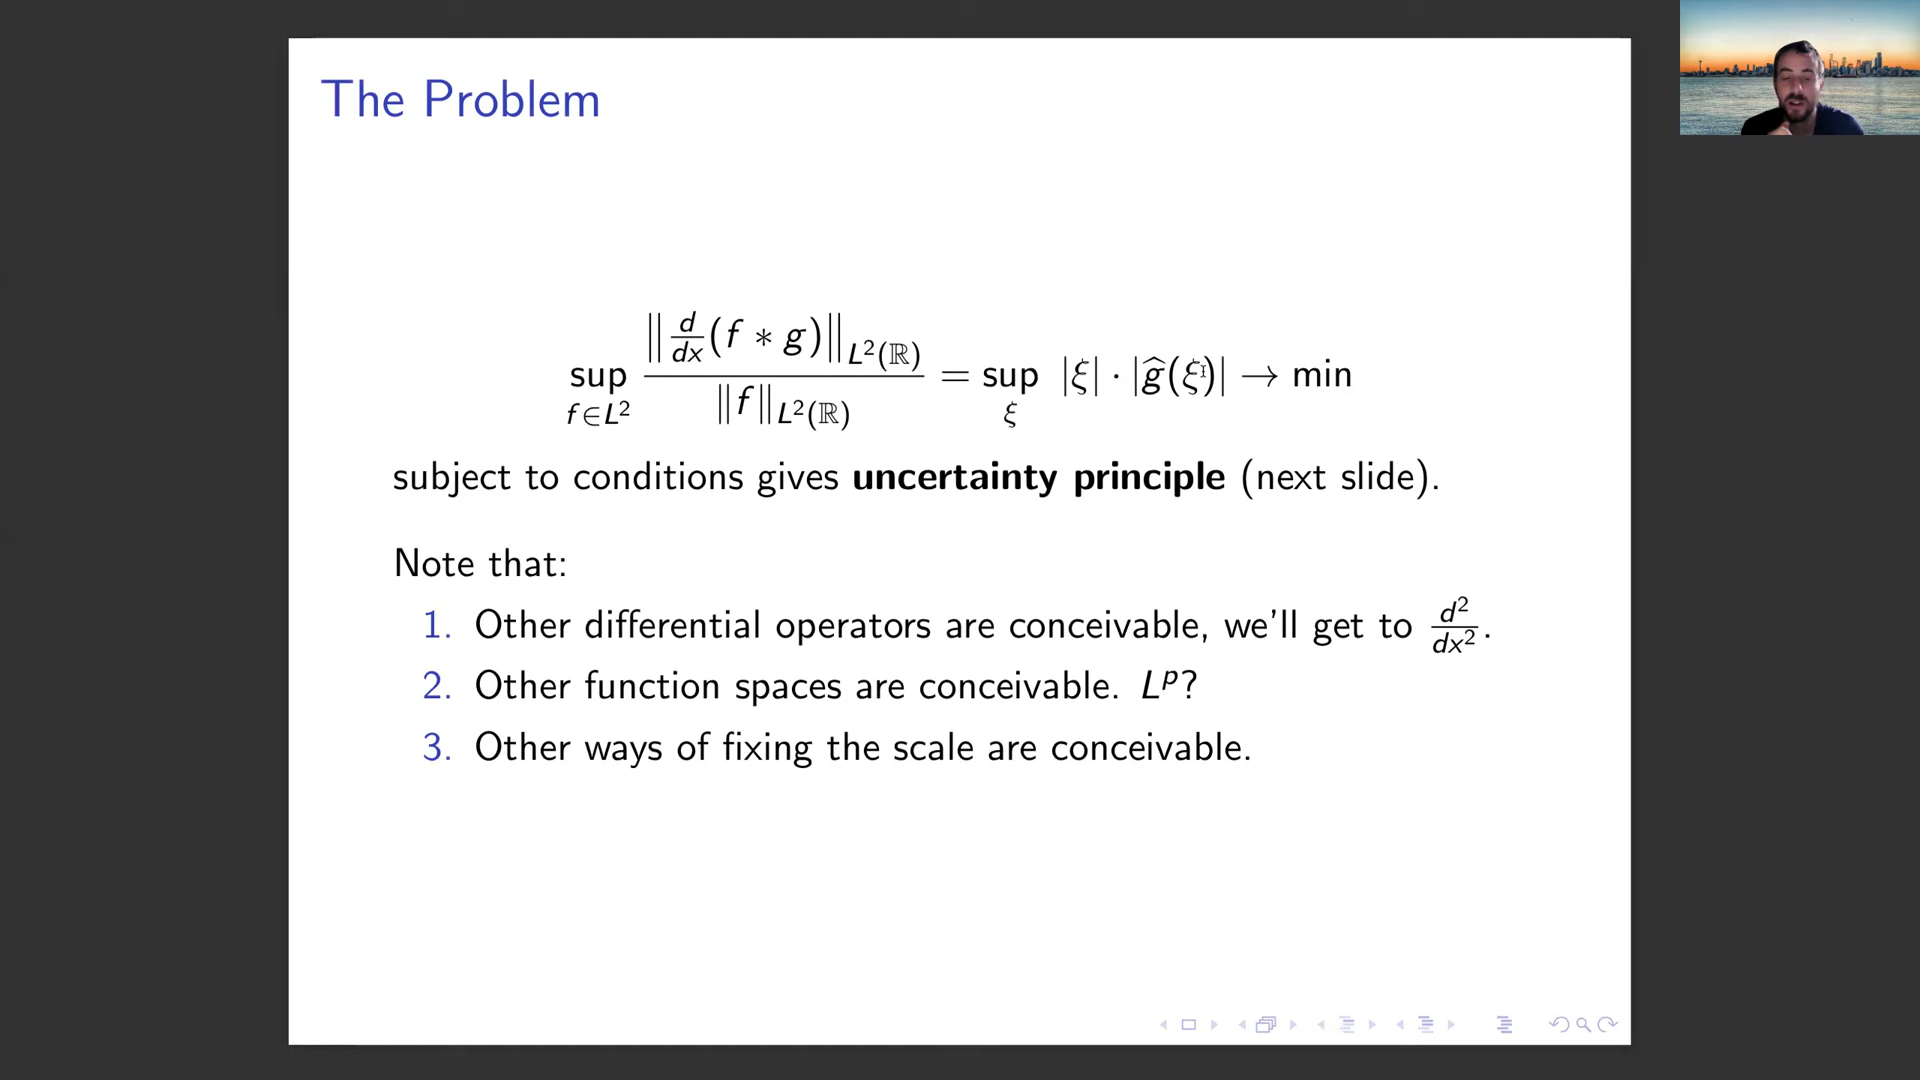 The Problem
sup_{f∈L²} ‖d/dx (f ∗ g)‖_{L²(ℝ)} / ‖f‖_{L²(ℝ)} = sup_ξ |ξ| · |ĝ(ξ)| → min
subject to conditions gives uncertainty principle (next slide).
Note that:
1. Other differential operators are conceivable, we'll get to d²/dx².
2. Other function spaces are conceivable. Lᵖ?
3. Other ways of fixing the scale are conceivable.